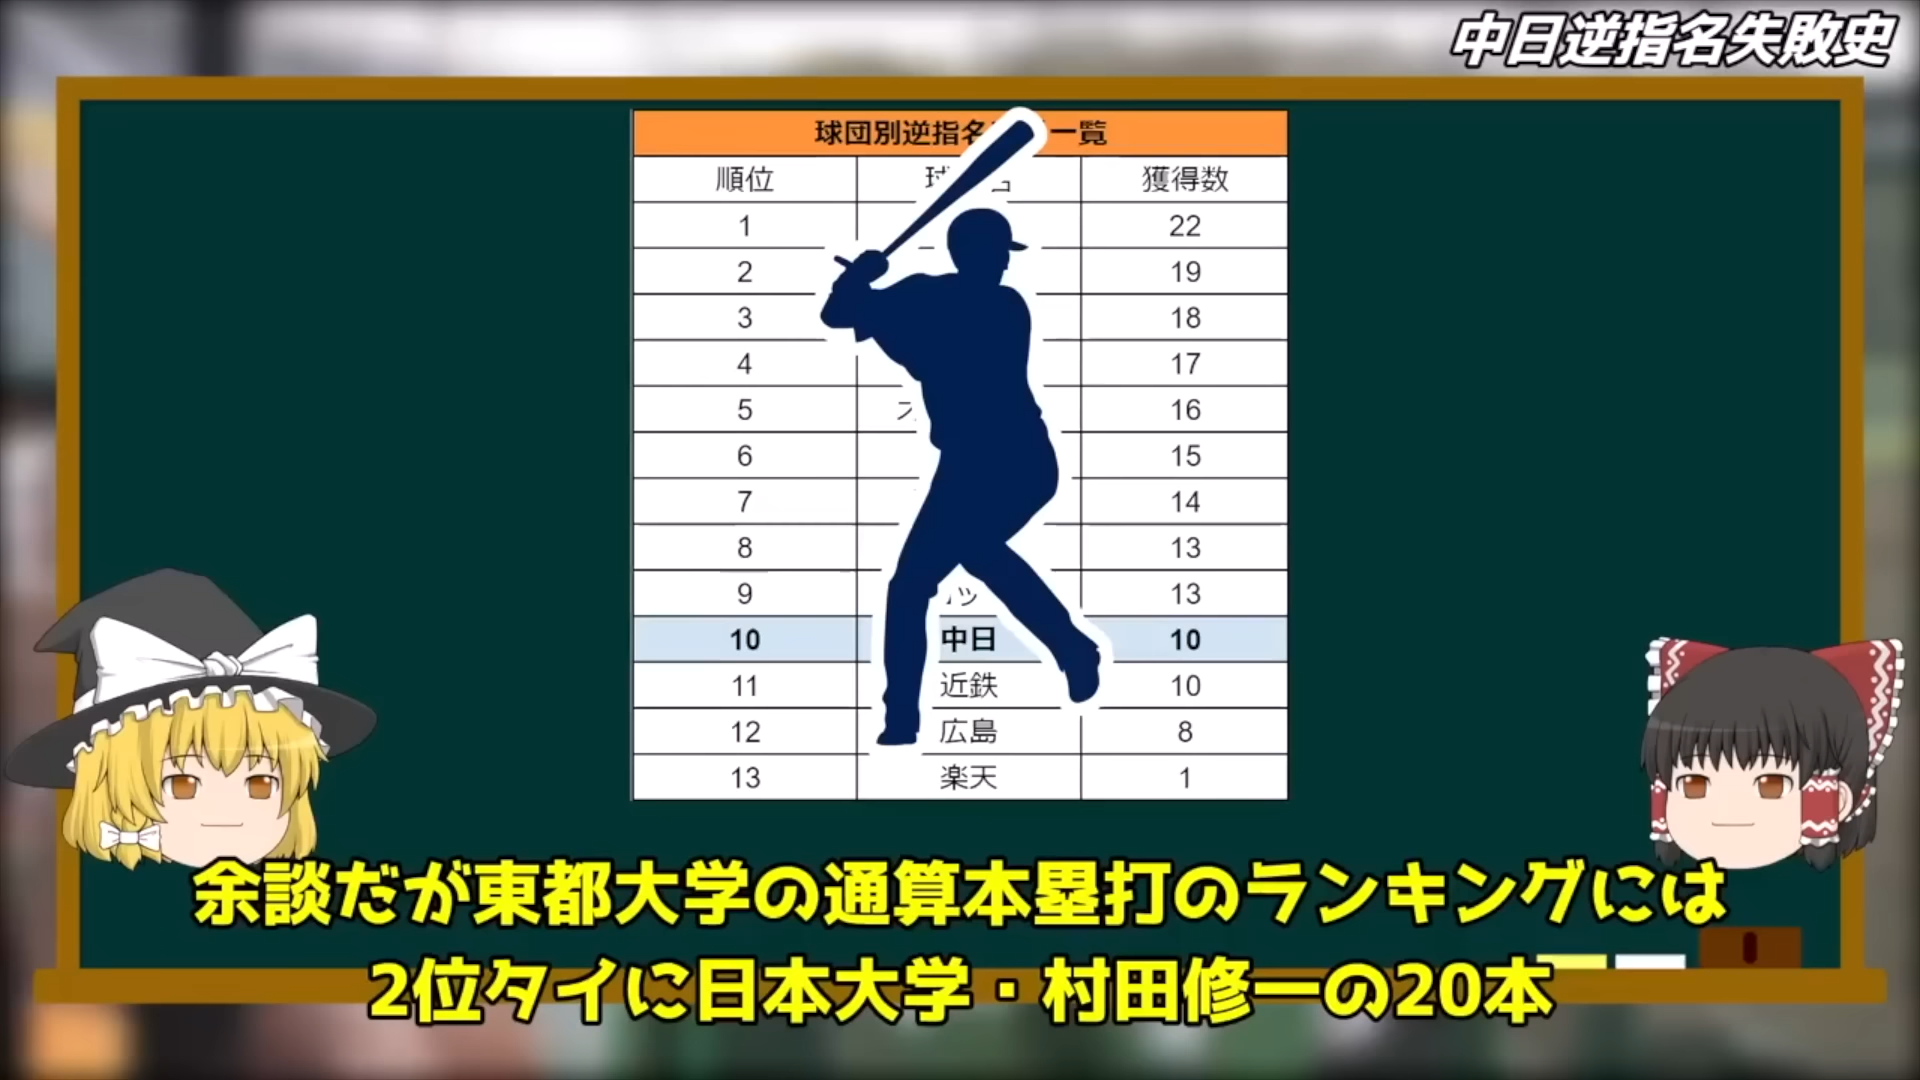 中日逆指名失敗史
球団別逆指名 一覧
順位 獲得数
1 22
2 19
3 18
4 17
5 16
6 15
7 14
8 13
9 13
10 中日 10
11 近鉄 10
12 広島 8
13 楽天 1
余談だが東都大学の通算本塁打のランキングには
2位タイに日本大学・村田修一の20本